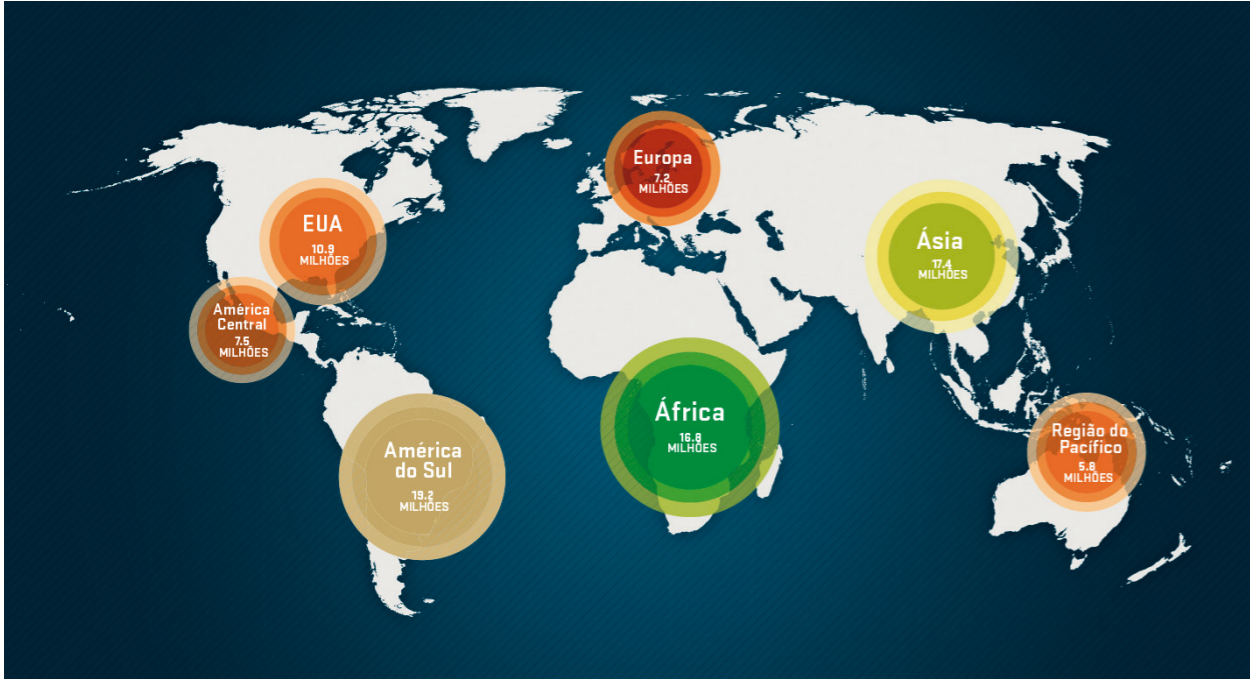 Europa
7.2
MILHÕES
EUA
10.9
MILHÕES
Ásia
17.4
MILHÕES
América
Central
7.5
MILHÕES
África
16.8
MILHÕES
América
do Sul
19.2
MILHÕES
Região do
Pacífico
5.8
MILHÕES